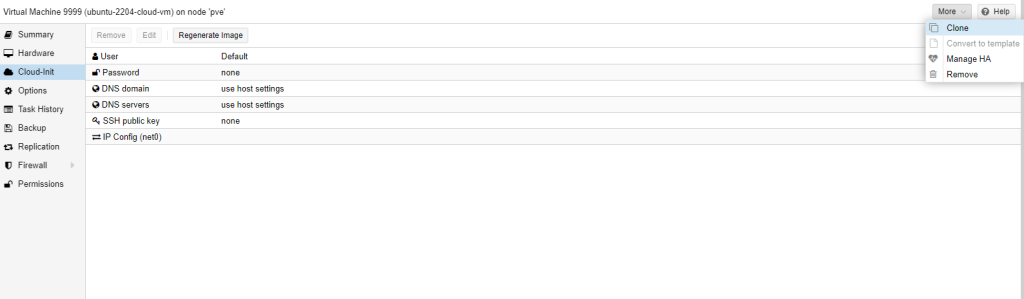 Virtual Machine 9999 (ubuntu-2204-cloud-vm) on node 'pve'
More
Help
Clone
Convert to template
Manage HA
Remove
Summary
Hardware
Cloud-Init
Options
Task History
Backup
Replication
Firewall
Permissions
Remove Edit Regenerate Image
User Default
Password none
DNS domain use host settings
DNS servers use host settings
SSH public key none
IP Config (net0)